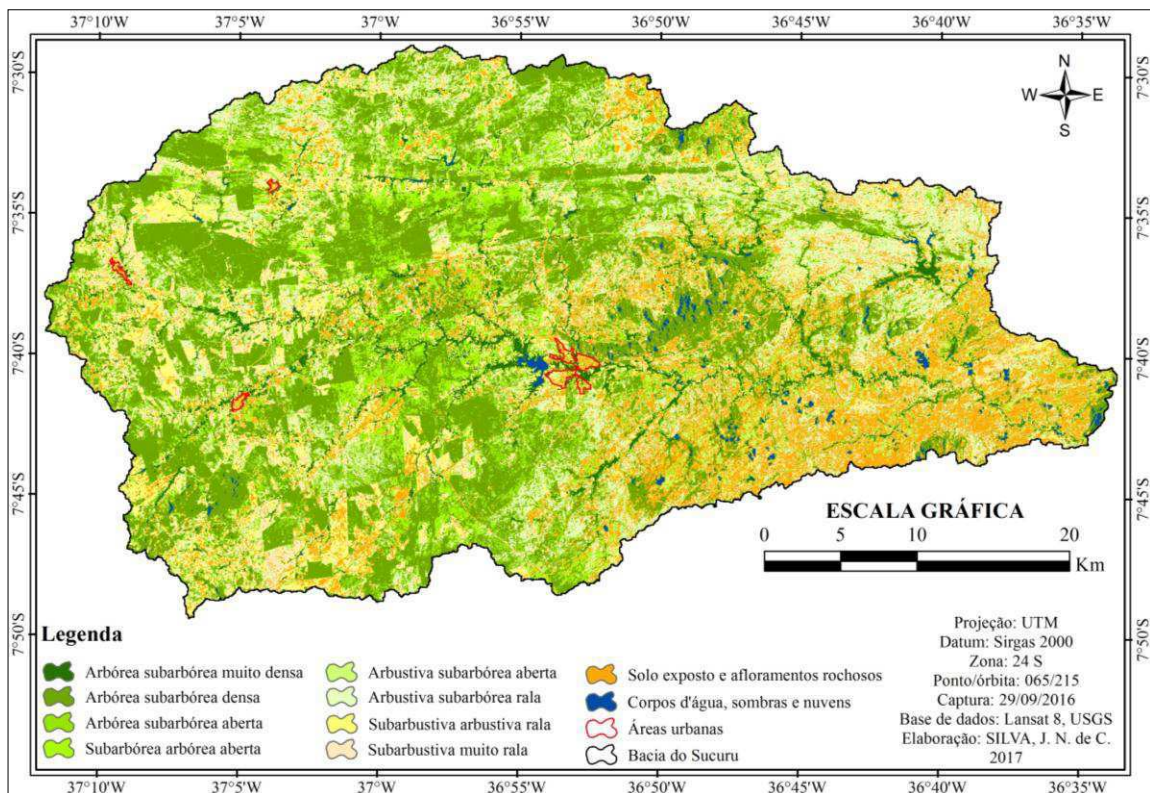 37°10'W 37°5'W 37°0'W 36°55'W 36°50'W 36°45'W 36°40'W 36°35'W
N
W E
S
7°30'S 7°30'S
7°35'S 7°35'S
7°40'S 7°40'S
7°45'S 7°45'S
7°50'S 7°50'S
ESCALA GRÁFICA
0 5 10 20
Km
Legenda
Arbórea subarbórea muito densa
Arbórea subarbórea densa
Arbórea subarbórea aberta
Subarbórea arbórea aberta
Arbustiva subarbórea aberta
Arbustiva subarbórea rala
Subarbustiva arbustiva rala
Subarbustiva muito rala
Solo exposto e afloramentos rochosos
Corpos d'água, sombras e nuvens
Áreas urbanas
Bacia do Sucuru
Projeção: UTM
Datum: Sirgas 2000
Zona: 24 S
Ponto/órbita: 065/215
Captura: 29/09/2016
Base de dados: Lansat 8, USGS
Elaboração: SILVA, J. N. de C.
2017
37°10'W 37°5'W 37°0'W 36°55'W 36°50'W 36°45'W 36°40'W 36°35'W